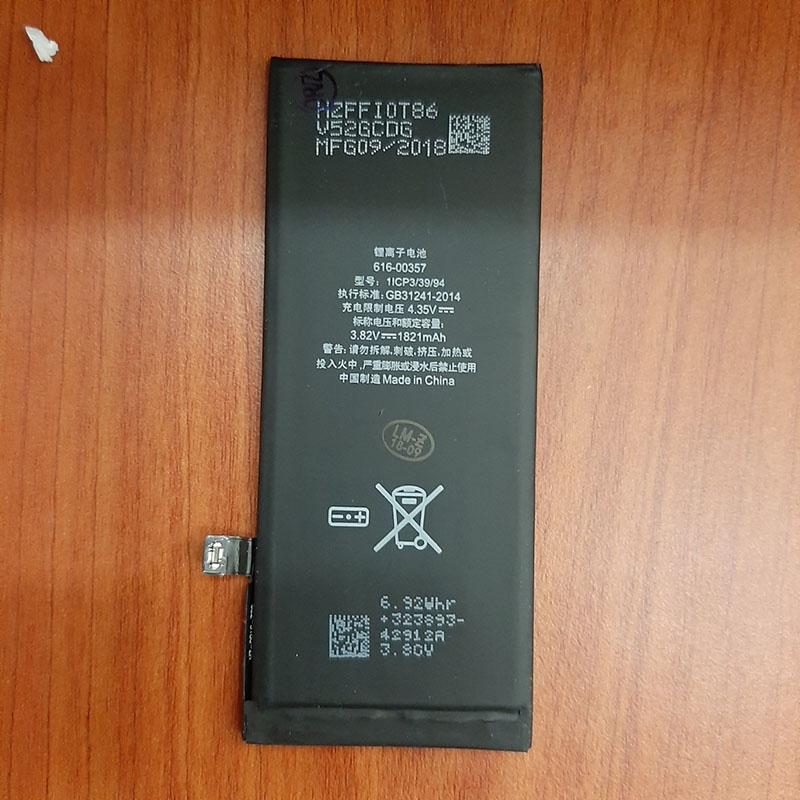 MZFFI0T86
V52GCDG
MFG09/2018
锂离子电池
616-00357
型号: 1ICP3/39/94
执行标准: GB31241-2014
充电限制电压 4.35V
标称电压和额定容量:
3.82V 1821mAh
警告: 请勿拆解, 刺破, 挤压, 加热或
投入火中, 严重膨胀或浸水后禁止使用
中国制造 Made in China
LM-Z
18-09
6.92Whr
+323893-
42912A
3.80V